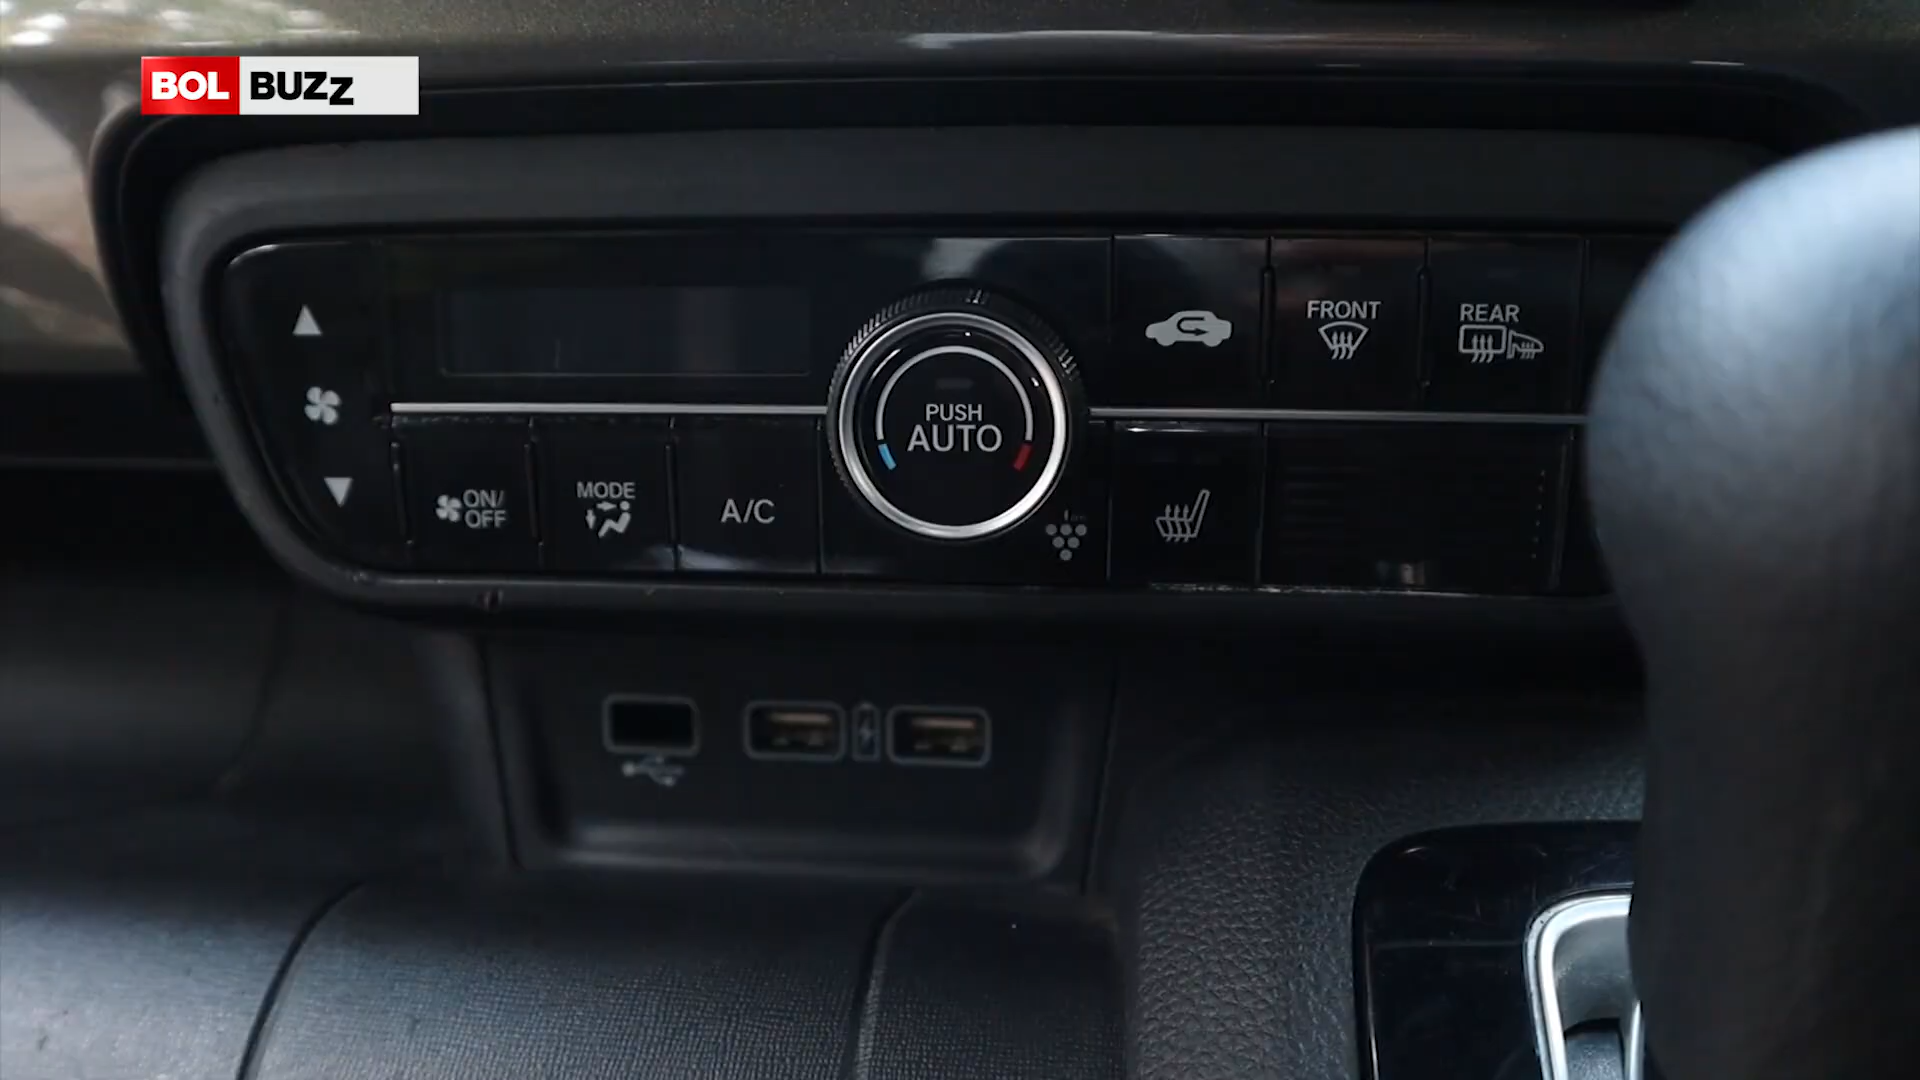 BOL BUZz
FRONT
REAR
PUSH
AUTO
ON/
OFF
MODE
A/C